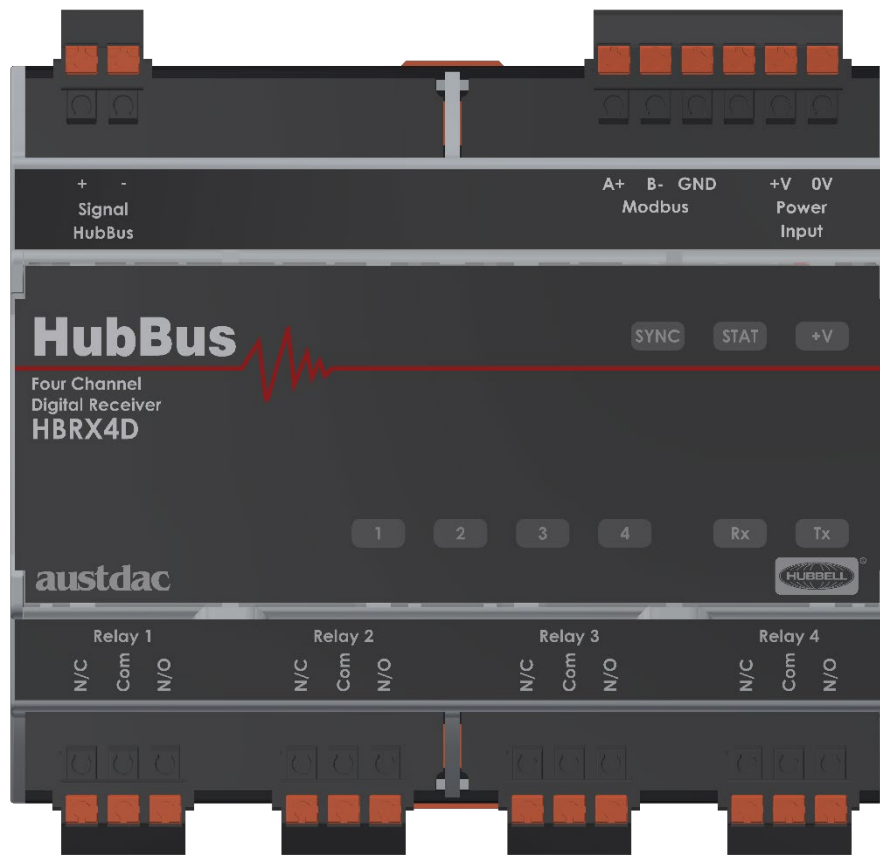 + -
Signal
HubBus
A+ B- GND
Modbus
+V 0V
Power
Input
HubBus
SYNC STAT +V
Four Channel
Digital Receiver
HBRX4D
1 2 3 4 Rx Tx
austdac
HUBBELL
®
Relay 1 Relay 2 Relay 3 Relay 4
N/C Com N/O N/C Com N/O N/C Com N/O N/C Com N/O